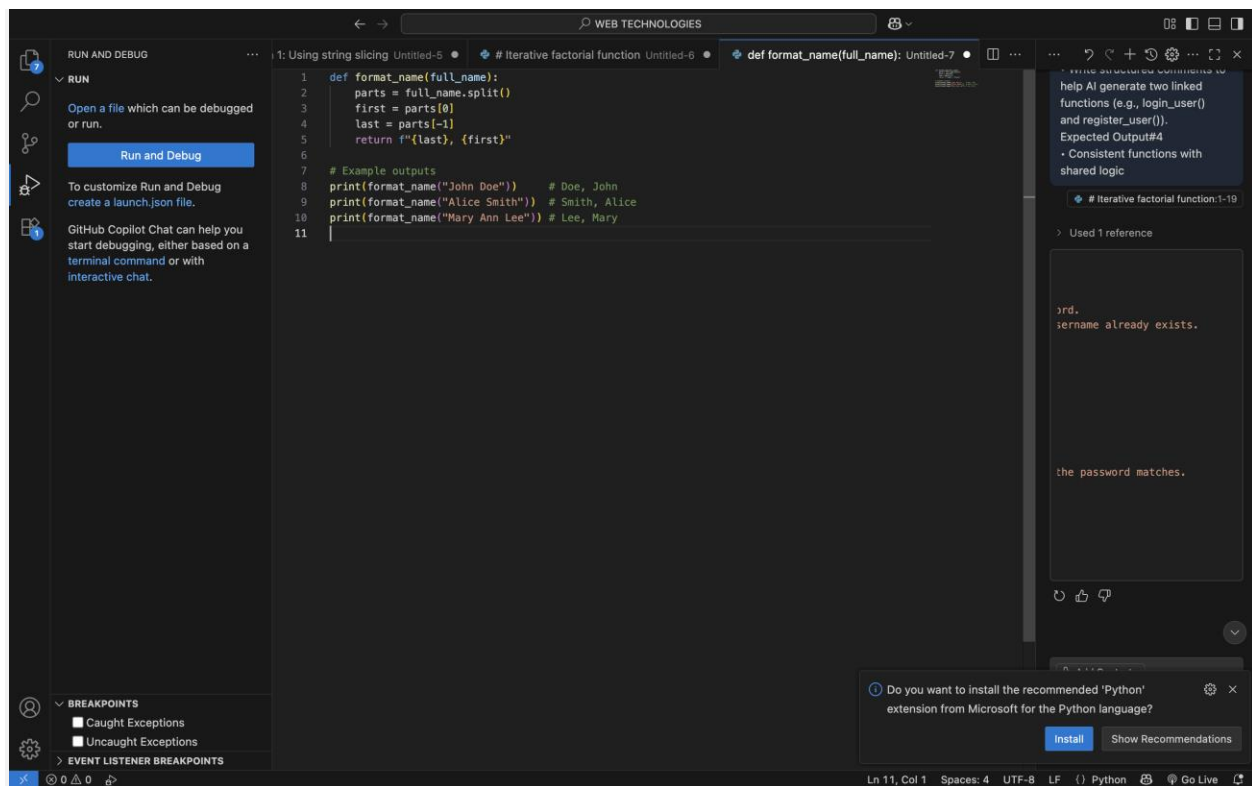 WEB TECHNOLOGIES
RUN AND DEBUG
RUN
Open a file which can be debugged
or run.
Run and Debug
To customize Run and Debug
create a launch.json file.
GitHub Copilot Chat can help you
start debugging, either based on a
terminal command or with
interactive chat.
BREAKPOINTS
Caught Exceptions
Uncaught Exceptions
EVENT LISTENER BREAKPOINTS
1: Using string slicing Untitled-5 ● # Iterative factorial function Untitled-6 ● def format_name(full_name): Untitled-7 ●
1 def format_name(full_name):
2     parts = full_name.split()
3     first = parts[0]
4     last = parts[-1]
5     return f"{last}, {first}"
6
7 # Example outputs
8 print(format_name("John Doe"))     # Doe, John
9 print(format_name("Alice Smith"))  # Smith, Alice
10 print(format_name("Mary Ann Lee")) # Lee, Mary
11
• Write structured comments to
help AI generate two linked
functions (e.g., login_user()
and register_user()).
Expected Output#4
• Consistent functions with
shared logic
# Iterative factorial function:1-19
Used 1 reference
ord.
sername already exists.
the password matches.
Do you want to install the recommended 'Python'
extension from Microsoft for the Python language?
Install
Show Recommendations
7
1
0 0
Ln 11, Col 1 Spaces: 4 UTF-8 LF {} Python Go Live